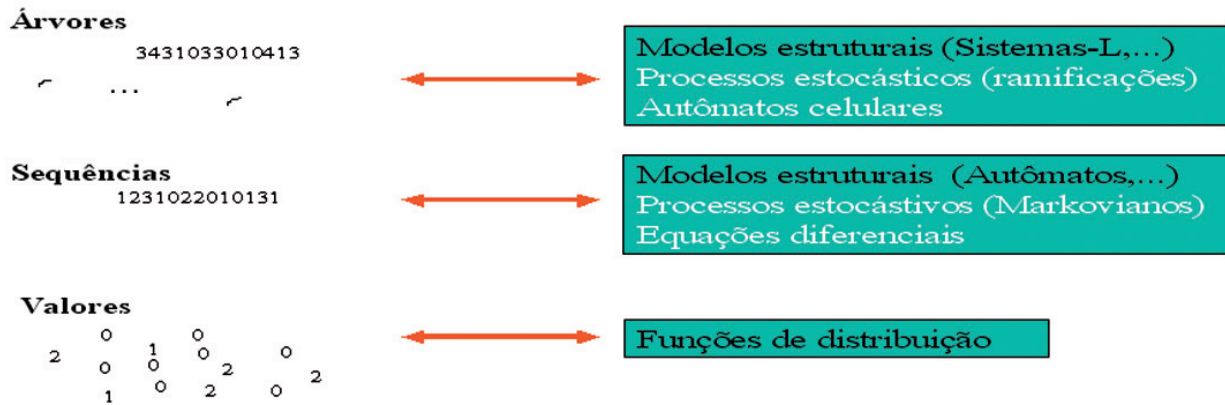 Árvores
3431033010413
...
Modelos estruturais (Sistemas-L,...)
Processos estocásticos (ramificações)
Autômatos celulares
Sequências
1231022010131
Modelos estruturais (Autômatos,...)
Processos estocástivos (Markovianos)
Equações diferenciais
Valores
0 0
2 1 0 0
0 0 2 2
1 0 2 0
Funções de distribuição